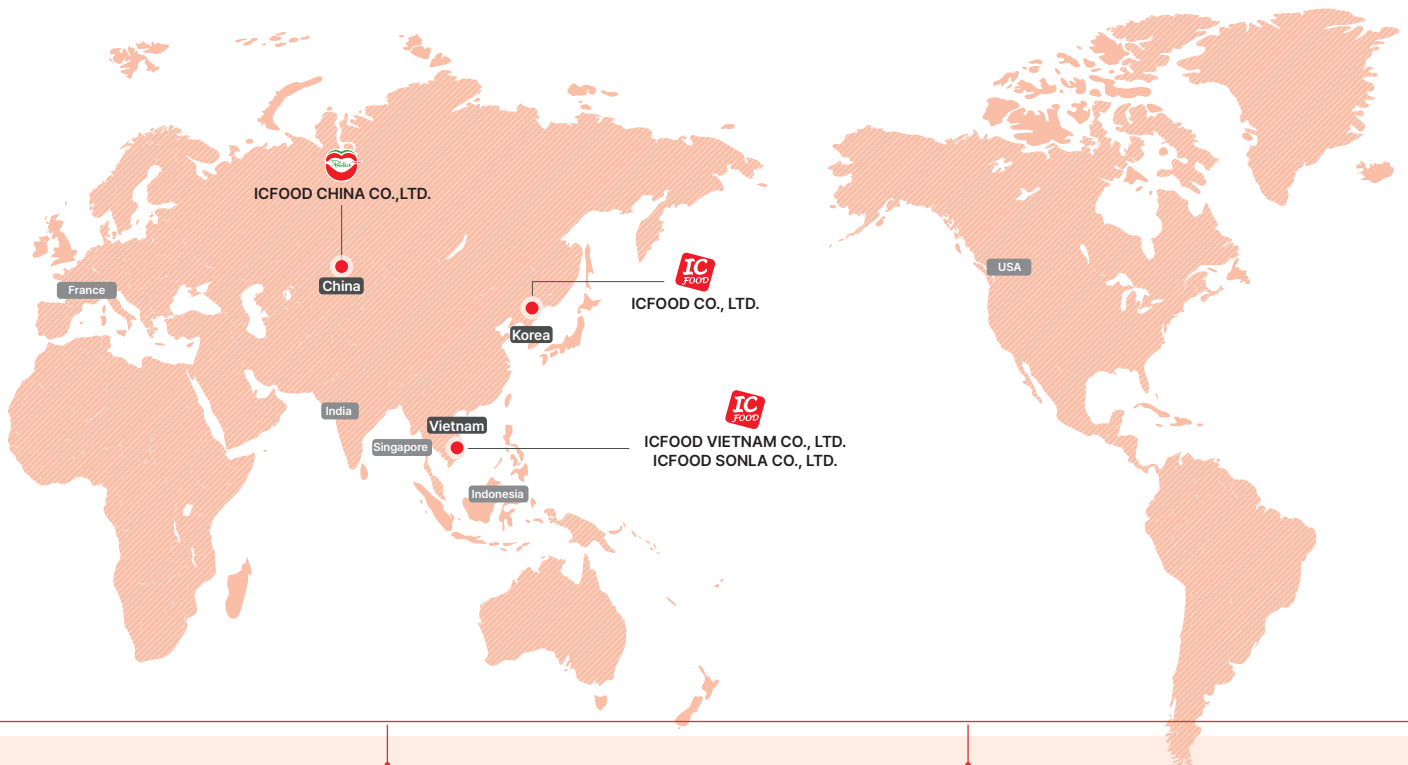 ICFOOD CHINA CO.,LTD.
China
France
IC
FOOD
ICFOOD CO., LTD.
Korea
USA
India
Vietnam
Singapore
IC
FOOD
ICFOOD VIETNAM CO., LTD.
ICFOOD SONLA CO., LTD.
Indonesia